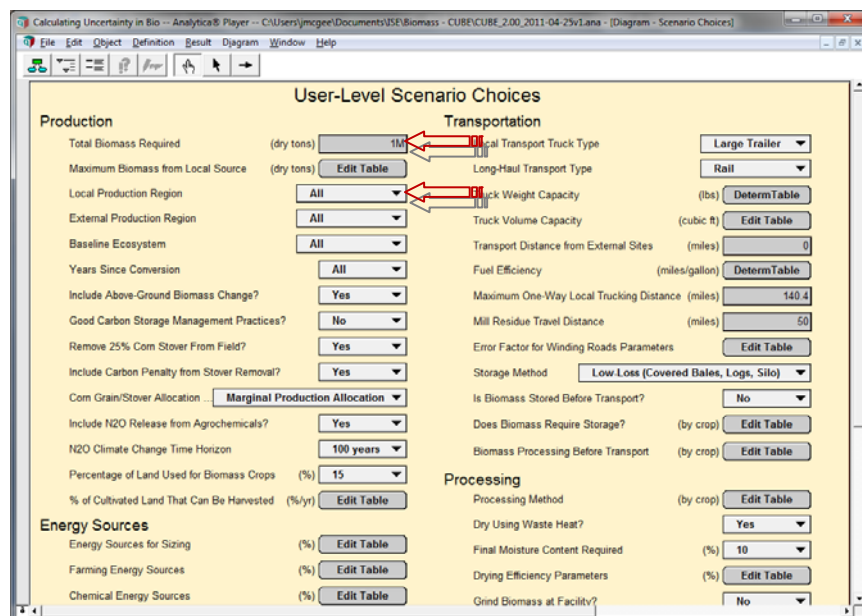 Calculating Uncertainty in Bio -- Analytica® Player -- C:\Users\jmcgee\Documents\ISE\Biomass - CUBE\CUBE_2.00_2011-04-25v1.ana - [Diagram - Scenario Choices]
File Edit Object Definition Result Diagram Window Help
User-Level Scenario Choices
Production
Total Biomass Required (dry tons) 1M
Maximum Biomass from Local Source (dry tons) Edit Table
Local Production Region All
External Production Region All
Baseline Ecosystem All
Years Since Conversion All
Include Above-Ground Biomass Change? Yes
Good Carbon Storage Management Practices? No
Remove 25% Corn Stover From Field? Yes
Include Carbon Penalty from Stover Removal? Yes
Corn Grain/Stover Allocation ... Marginal Production Allocation
Include N2O Release from Agrochemicals? Yes
N2O Climate Change Time Horizon 100 years
Percentage of Land Used for Biomass Crops (%) 15
% of Cultivated Land That Can Be Harvested (%/yr) Edit Table
Energy Sources
Energy Sources for Sizing (%) Edit Table
Farming Energy Sources (%) Edit Table
Chemical Energy Sources (%) Edit Table
Transportation
Transport Truck Type Large Trailer
Long-Haul Transport Type Rail
Weight Capacity (lbs) DetermTable
Truck Volume Capacity (cubic ft) Edit Table
Transport Distance from External Sites (miles) 0
Fuel Efficiency (miles/gallon) DetermTable
Maximum One-Way Local Trucking Distance (miles) 140.4
Mill Residue Travel Distance (miles) 50
Error Factor for Winding Roads Parameters Edit Table
Storage Method Low-Loss (Covered Bales, Logs, Silo)
Is Biomass Stored Before Transport? No
Does Biomass Require Storage? (by crop) Edit Table
Biomass Processing Before Transport (by crop) Edit Table
Processing
Processing Method (by crop) Edit Table
Dry Using Waste Heat? Yes
Final Moisture Content Required (%) 10
Drying Efficiency Parameters (%) Edit Table
Grind Biomass at Facility? No